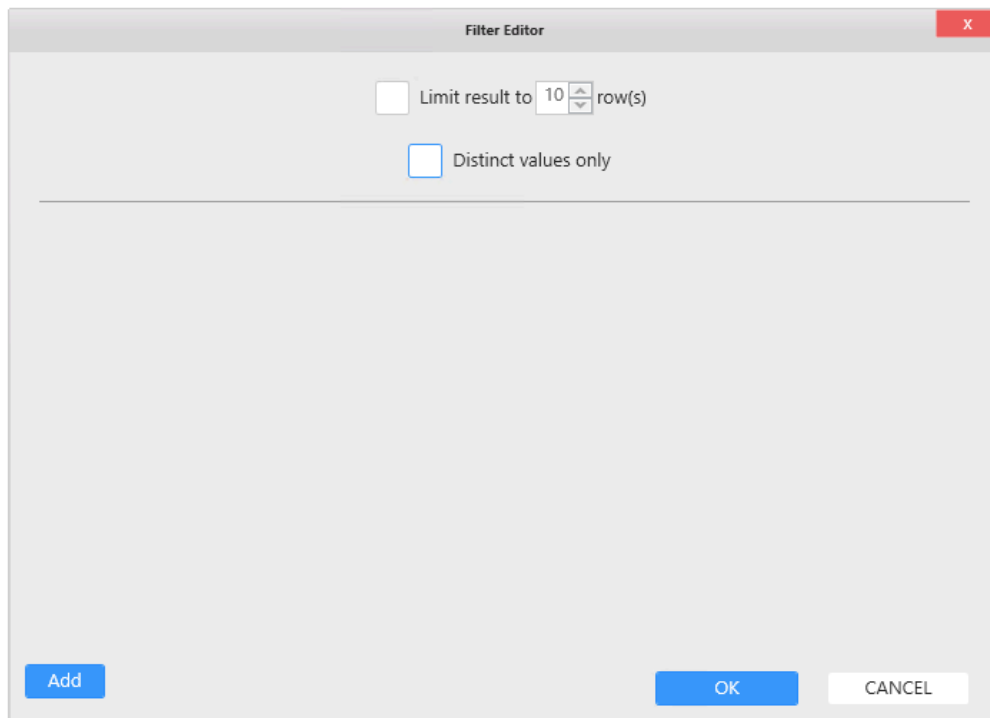 Filter Editor
x
Limit result to 10 row(s)
Distinct values only
Add
OK
CANCEL